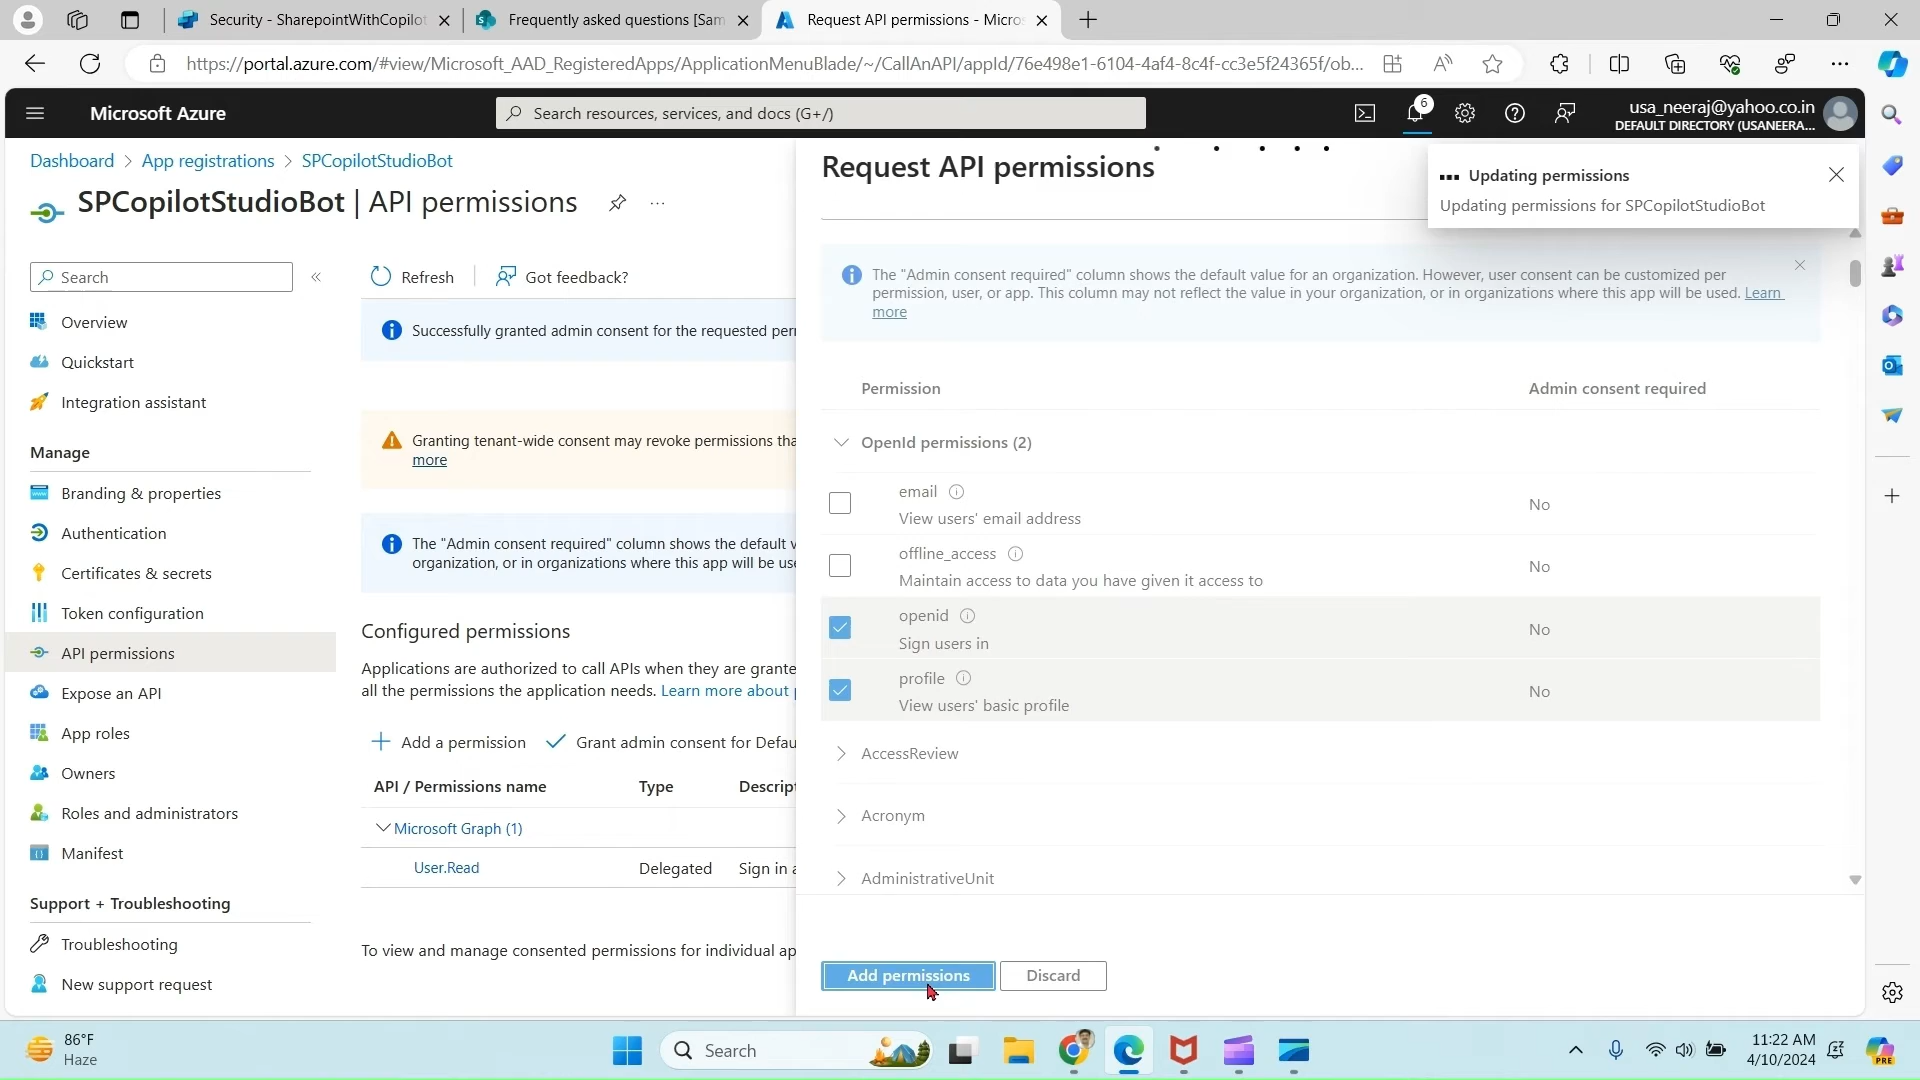 Security - SharepointWithCopilot
Frequently asked questions [Sam
Request API permissions - Micro
https://portal.azure.com/#view/Microsoft_AAD_RegisteredApps/ApplicationMenuBlade/~/CallAnAPI/appId/76e498e1-6104-4af4-8c4f-cc3e5f24365f/ob...
Microsoft Azure
Search resources, services, and docs (G+/)
6
usa_neeraj@yahoo.co.in
DEFAULT DIRECTORY (USANEERA...
Dashboard > App registrations > SPCopilotStudioBot
SPCopilotStudioBot | API permissions
Search
Refresh
Got feedback?
Overview
Quickstart
Integration assistant
Manage
Branding & properties
Authentication
Certificates & secrets
Token configuration
API permissions
Expose an API
App roles
Owners
Roles and administrators
Manifest
Support + Troubleshooting
Troubleshooting
New support request
Successfully granted admin consent for the requested per
Granting tenant-wide consent may revoke permissions tha
more
The "Admin consent required" column shows the default v
organization, or in organizations where this app will be use
Configured permissions
Applications are authorized to call APIs when they are grante
all the permissions the application needs. Learn more about p
Add a permission
Grant admin consent for Defau
API / Permissions name
Type
Descript
Microsoft Graph (1)
User.Read
Delegated
Sign in a
To view and manage consented permissions for individual ap
Request API permissions
Updating permissions
Updating permissions for SPCopilotStudioBot
The "Admin consent required" column shows the default value for an organization. However, user consent can be customized per
permission, user, or app. This column may not reflect the value in your organization, or in organizations where this app will be used. Learn
more
Permission
Admin consent required
OpenId permissions (2)
email
View users' email address
No
offline_access
Maintain access to data you have given it access to
No
openid
Sign users in
No
profile
View users' basic profile
No
AccessReview
Acronym
AdministrativeUnit
Add permissions
Discard
86°F
Haze
Search
11:22 AM
4/10/2024
PRE